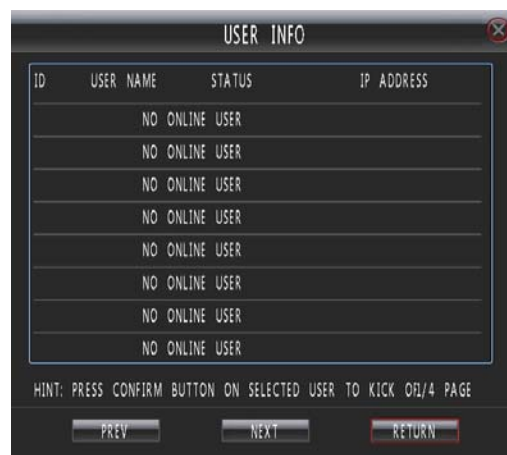 USER INFO
ID USER NAME STATUS IP ADDRESS
NO ONLINE USER
NO ONLINE USER
NO ONLINE USER
NO ONLINE USER
NO ONLINE USER
NO ONLINE USER
NO ONLINE USER
NO ONLINE USER
HINT: PRESS CONFIRM BUTTON ON SELECTED USER TO KICK OF1/4 PAGE
PREV NEXT RETURN